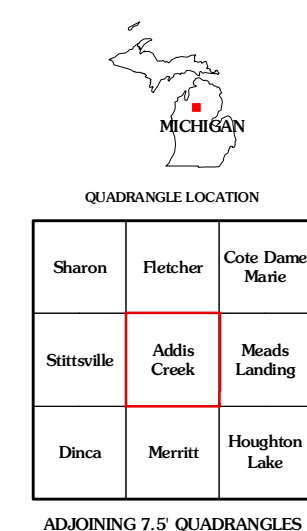 MICHIGAN
QUADRANGLE LOCATION
Sharon
Fletcher
Cote Dame
Marie
Stittsville
Addis
Creek
Meads
Landing
Dinca
Merritt
Houghton
Lake
ADJOINING 7.5' QUADRANGLES